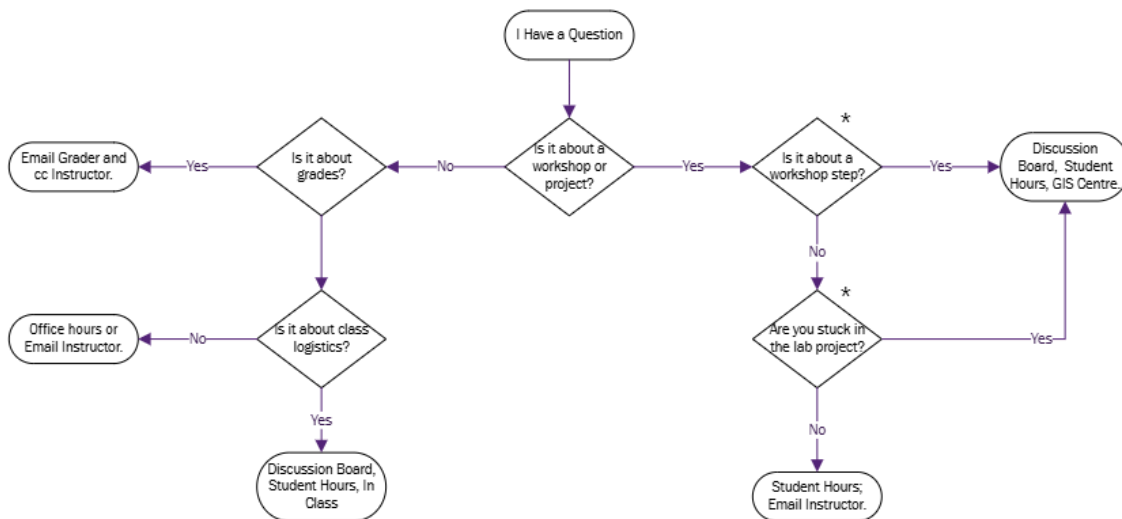 I Have a Question
*
Is it about
grades?
Is it about a
workshop or
project?
Is it about a
workshop step?
Email Grader and
cc Instructor.
Yes
No
Yes
Yes
Discussion
Board, Student
Hours, GIS Centre.
No
*
Office hours or
Email Instructor.
No
Is it about class
logistics?
Are you stuck in
the lab project?
Yes
Yes
No
Discussion Board,
Student Hours, In
Class
Student Hours;
Email Instructor.